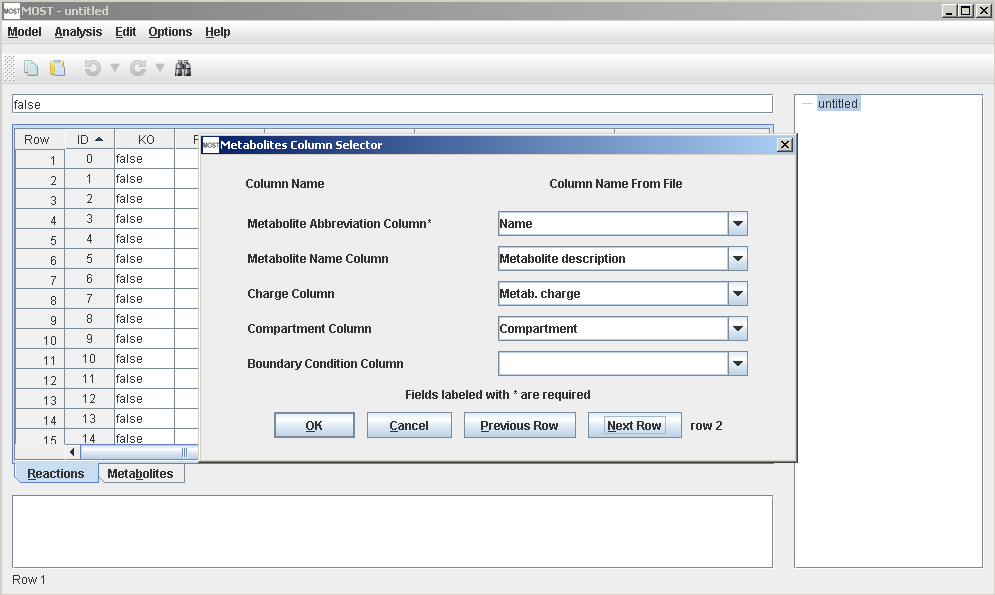 MOST MOST - untitled
Model Analysis Edit Options Help
false
untitled
Row ID KO
1 0 false
2 1 false
3 2 false
4 3 false
5 4 false
6 5 false
7 6 false
8 7 false
9 8 false
10 9 false
11 10 false
12 11 false
13 12 false
14 13 false
15 14 false
MOST Metabolites Column Selector
Column Name Column Name From File
Metabolite Abbreviation Column* Name
Metabolite Name Column Metabolite description
Charge Column Metab. charge
Compartment Column Compartment
Boundary Condition Column
Fields labeled with * are required
OK Cancel Previous Row Next Row row 2
Reactions Metabolites
Row 1